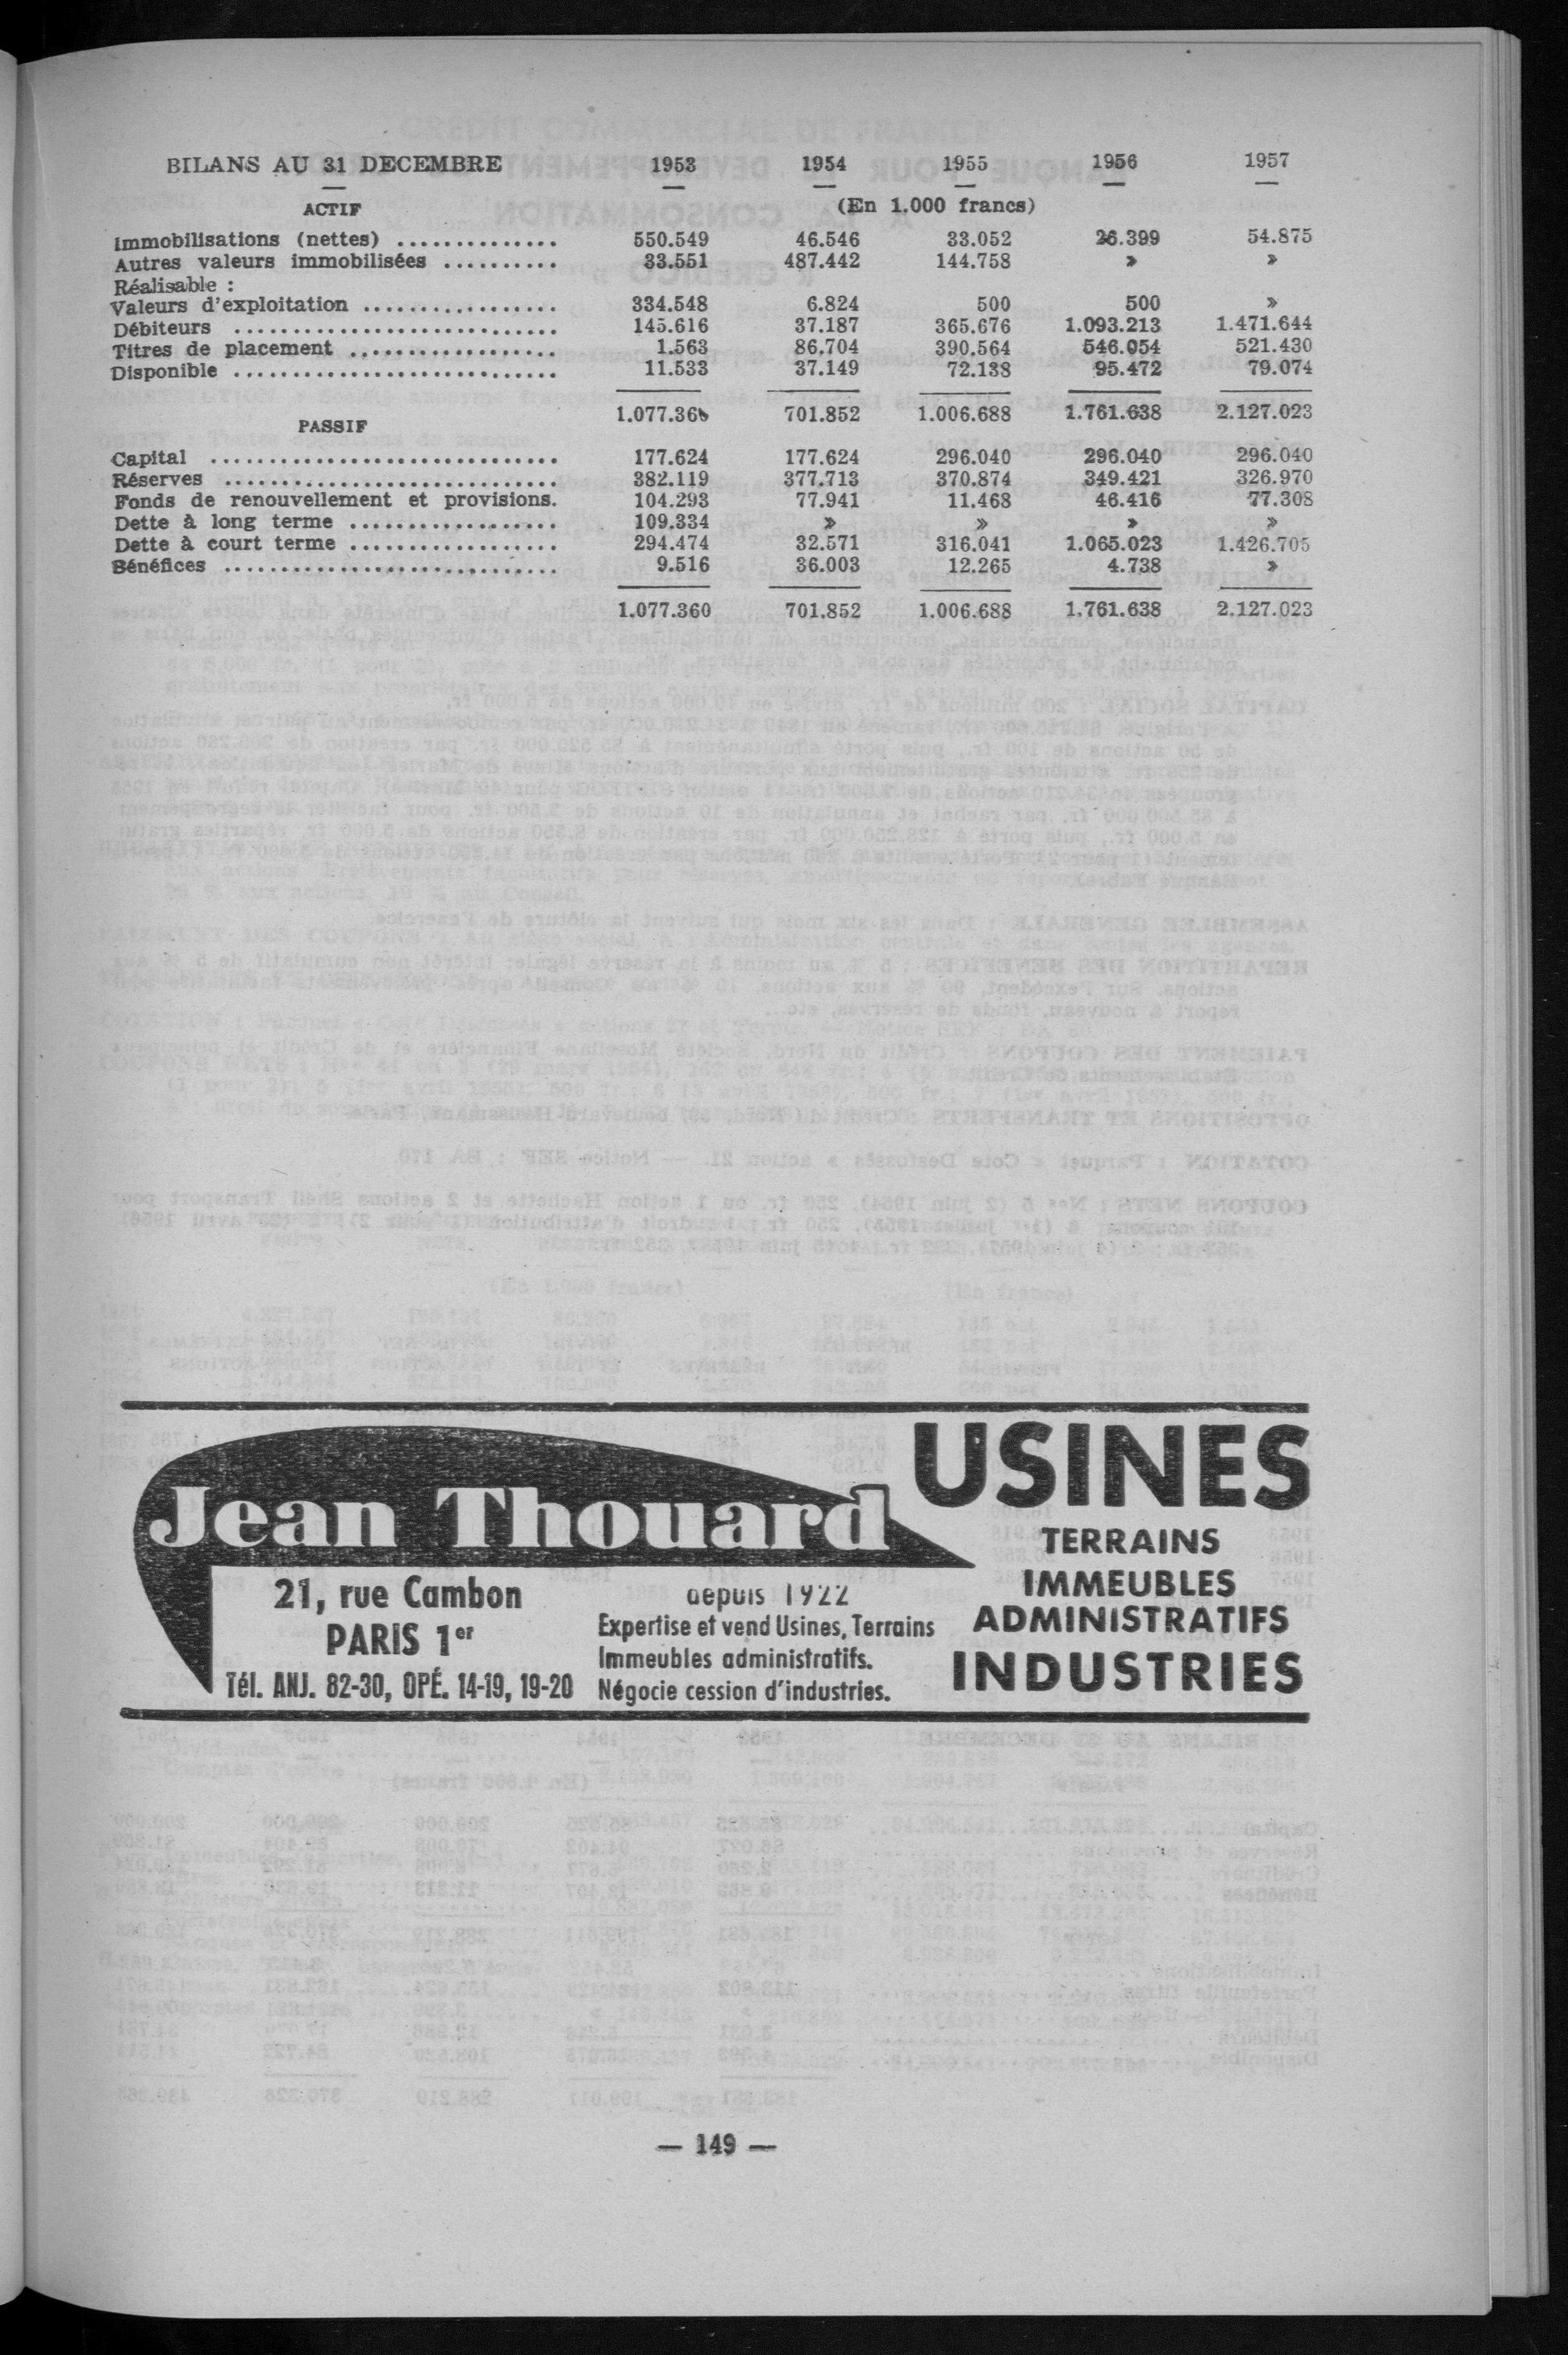 BILANS AU 31 DECEMBRE 1953 1954 1955 1956 1957
ACTIF (En 1.000 francs)
Immobilisations (nettes) .............. 550.549 46.546 33.052 26.399 54.875
Autres valeurs immobilisées .......... 33.551 487.442 144.758 » »
Réalisable :
Valeurs d'exploitation ................. 334.548 6.824 500 500 »
Débiteurs ............................ 145.616 37.187 365.676 1.093.213 1.471.644
Titres de placement .................. 1.563 86.704 390.564 546.054 521.430
Disponible ............................ 11.533 37.149 72.138 95.472 79.074
1.077.360 701.852 1.006.688 1.761.638 2.127.023
PASSIF
Capital .............................. 177.624 177.624 296.040 296.040 296.040
Réserves ............................. 382.119 377.713 370.874 349.421 326.970
Fonds de renouvellement et provisions. 104.293 77.941 11.468 46.416 77.308
Dette à long terme .................. 109.334 » » » »
Dette à court terme .................. 294.474 32.571 316.041 1.065.023 1.426.705
Bénéfices ............................. 9.516 36.003 12.265 4.738 »
1.077.360 701.852 1.006.688 1.761.638 2.127.023
Jean Thouard
21, rue Cambon
PARIS 1er
Tél. ANJ. 82-30, OPÉ. 14-19, 19-20
depuis 1922
Expertise et vend Usines, Terrains
Immeubles administratifs.
Négocie cession d'industries.
USINES
TERRAINS
IMMEUBLES
ADMINISTRATIFS
INDUSTRIES
— 149 —